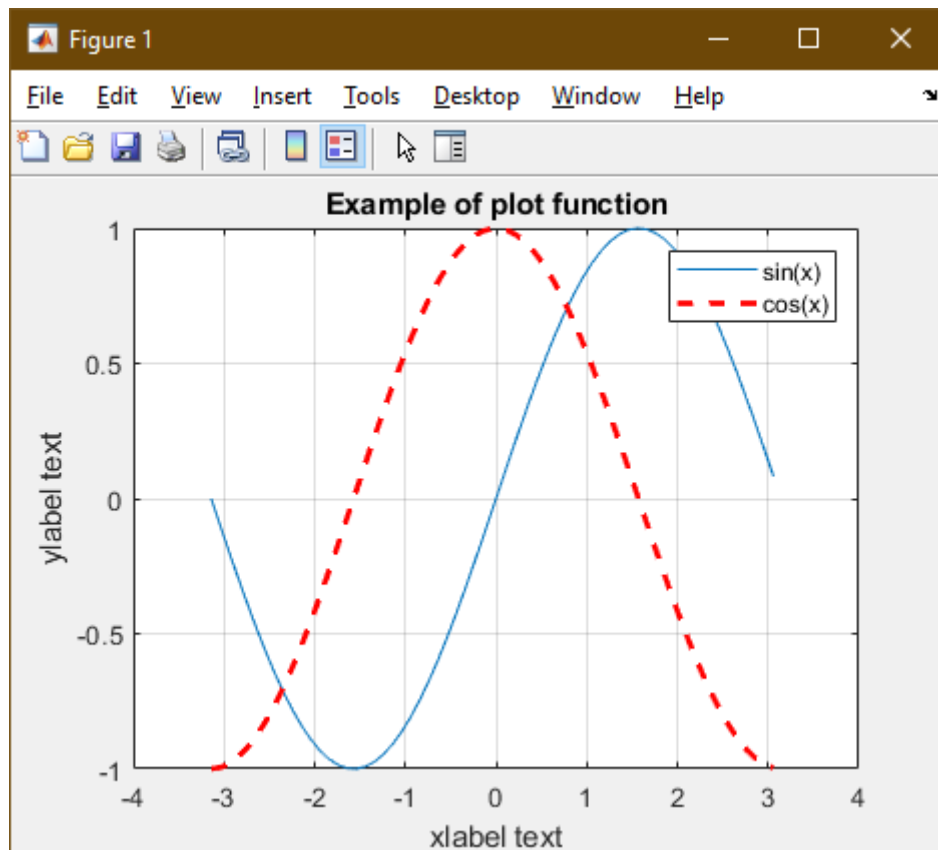 Figure 1
File Edit View Insert Tools Desktop Window Help
Example of plot function
sin(x)
cos(x)
1
0.5
0
-0.5
-1
ylabel text
-4 -3 -2 -1 0 1 2 3 4
xlabel text